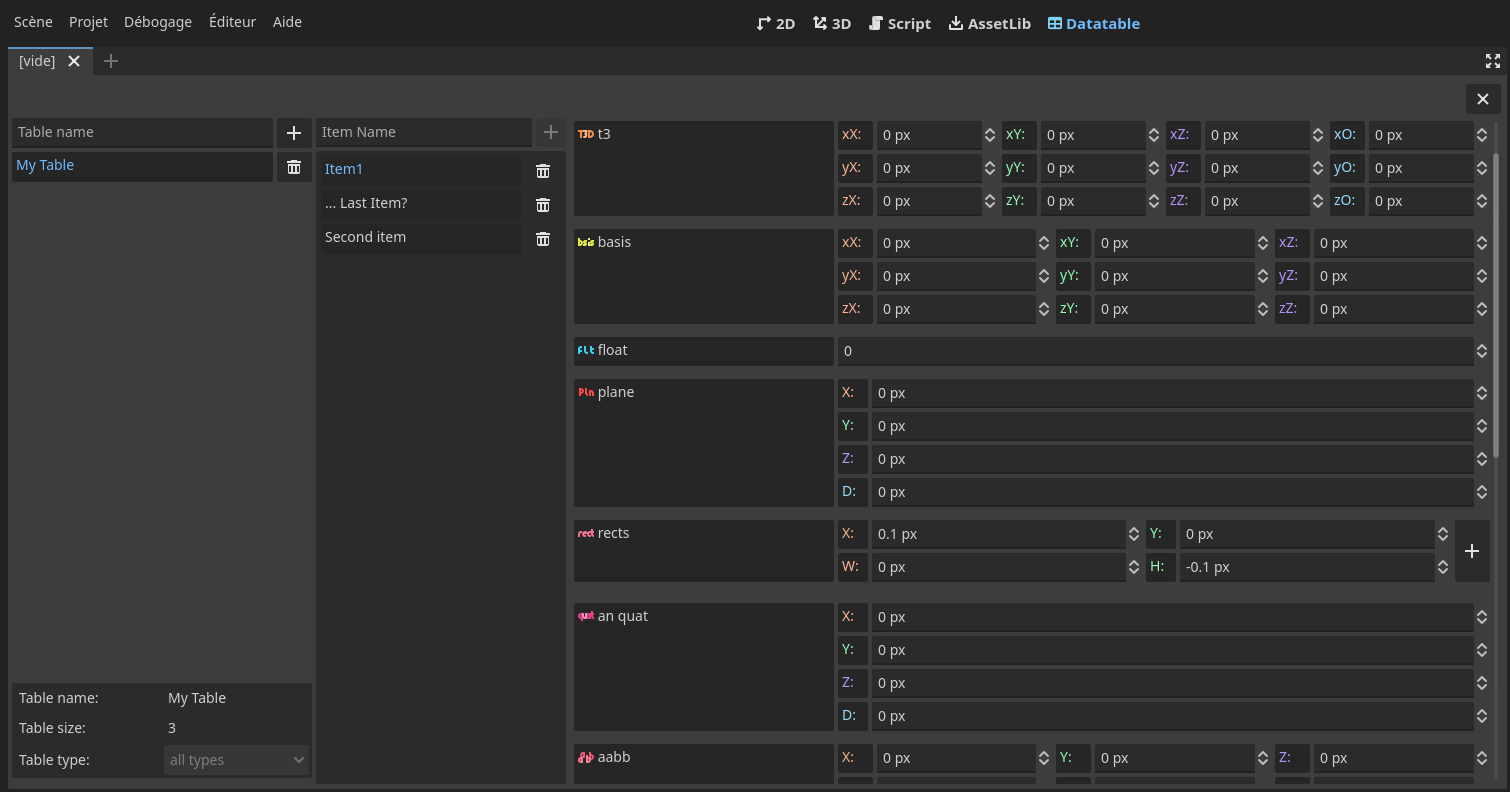 Scène Projet Débogage Éditeur Aide 2D 3D Script AssetLib Datatable
[vide]
Table name Item Name
My Table
Item1
... Last Item?
Second item
Table name: My Table
Table size: 3
Table type: all types
T3D t3 xX: 0 px xY: 0 px xZ: 0 px xO: 0 px
yX: 0 px yY: 0 px yZ: 0 px yO: 0 px
zX: 0 px zY: 0 px zZ: 0 px zO: 0 px
bsis basis xX: 0 px xY: 0 px xZ: 0 px
yX: 0 px yY: 0 px yZ: 0 px
zX: 0 px zY: 0 px zZ: 0 px
flt float 0
Pln plane X: 0 px
Y: 0 px
Z: 0 px
D: 0 px
rect rects X: 0.1 px Y: 0 px
W: 0 px H: -0.1 px
quat an quat X: 0 px
Y: 0 px
Z: 0 px
D: 0 px
aabb X: 0 px Y: 0 px Z: 0 px